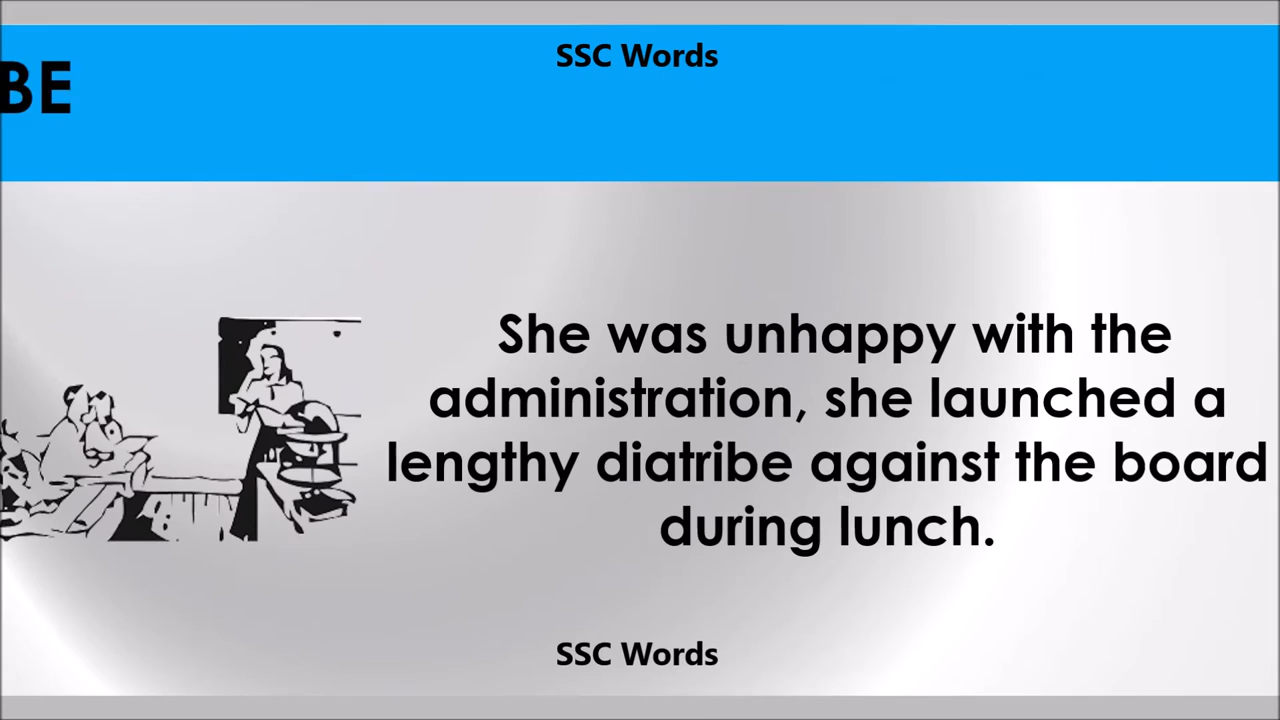 SSC Words
BE
She was unhappy with the
administration, she launched a
lengthy diatribe against the board
during lunch.
SSC Words